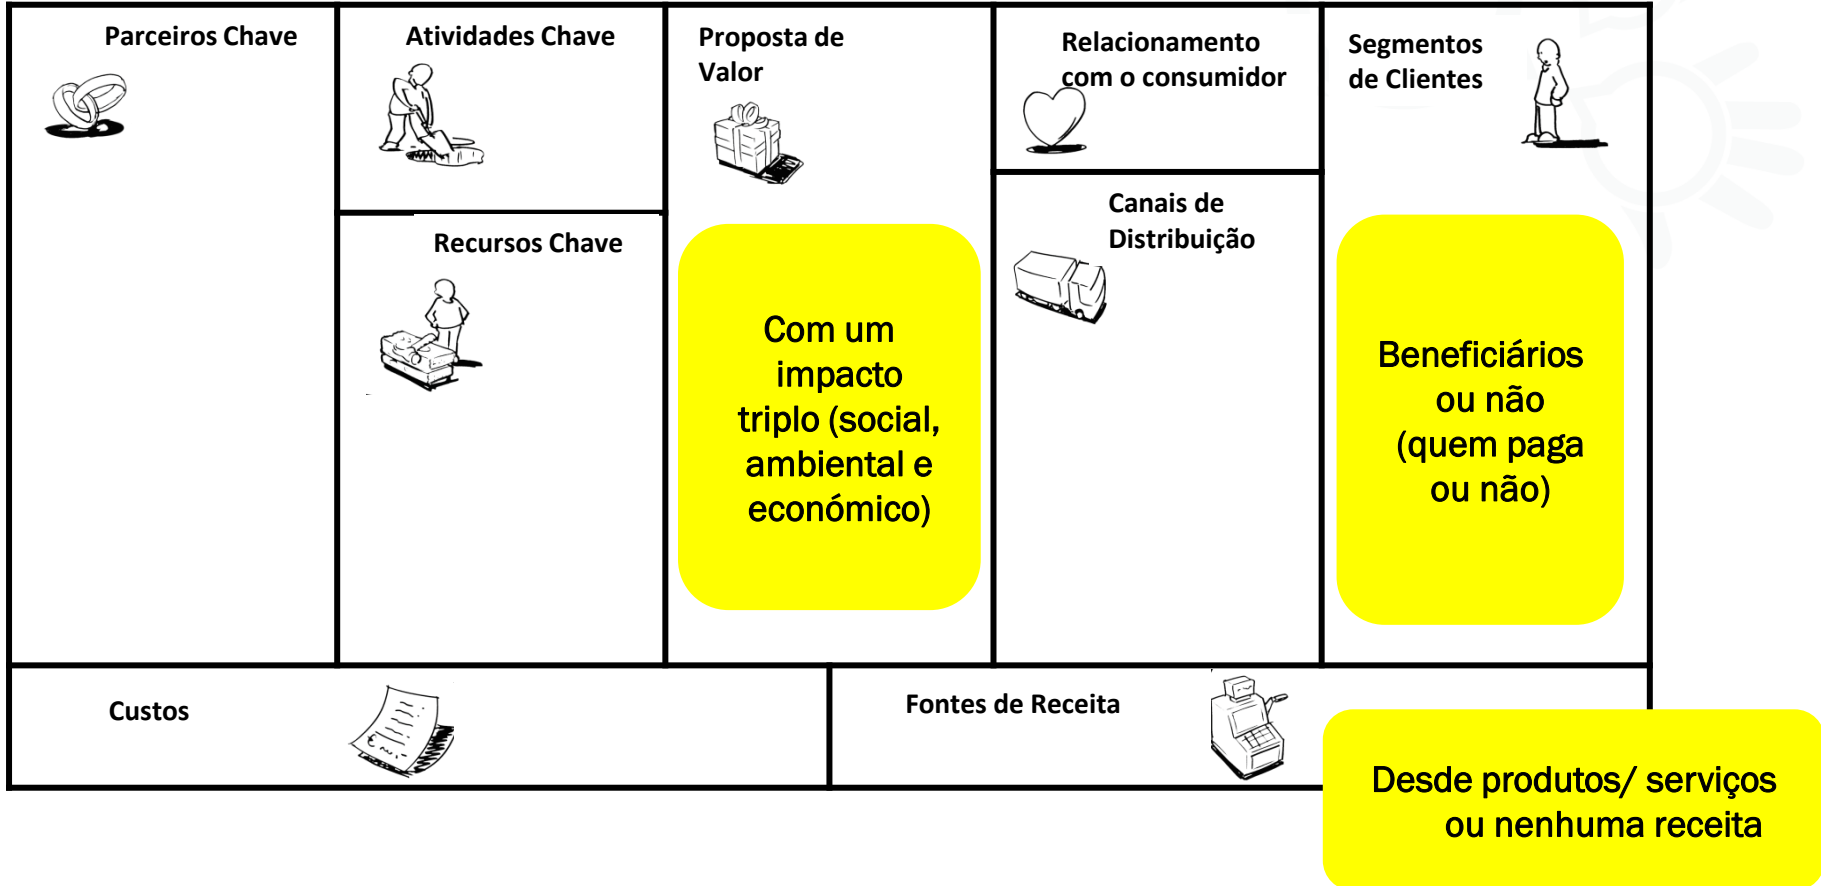 Parceiros Chave
Atividades Chave
Recursos Chave
Proposta de
Valor
Com um
impacto
triplo (social,
ambiental e
económico)
Relacionamento
com o consumidor
Canais de
Distribuição
Segmentos
de Clientes
Beneficiários
ou não
(quem paga
ou não)
Custos
Fontes de Receita
Desde produtos/ serviços
ou nenhuma receita